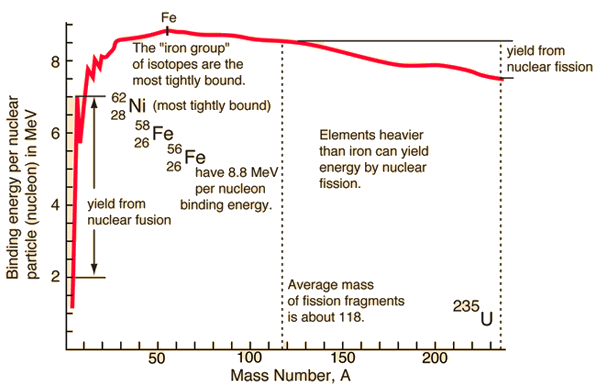 Fe
The "iron group"
of isotopes are the
most tightly bound.
62
28
Ni (most tightly bound)
58
26
Fe
56
26
Fe
have 8.8 MeV
per nucleon
binding energy.
yield from
nuclear fusion
yield from
nuclear fission
Elements heavier
than iron can yield
energy by nuclear
fission.
Average mass
of fission fragments
is about 118.
235
U
Binding energy per nuclear
particle (nucleon) in MeV
8
6
4
2
50
100
150
200
Mass Number, A